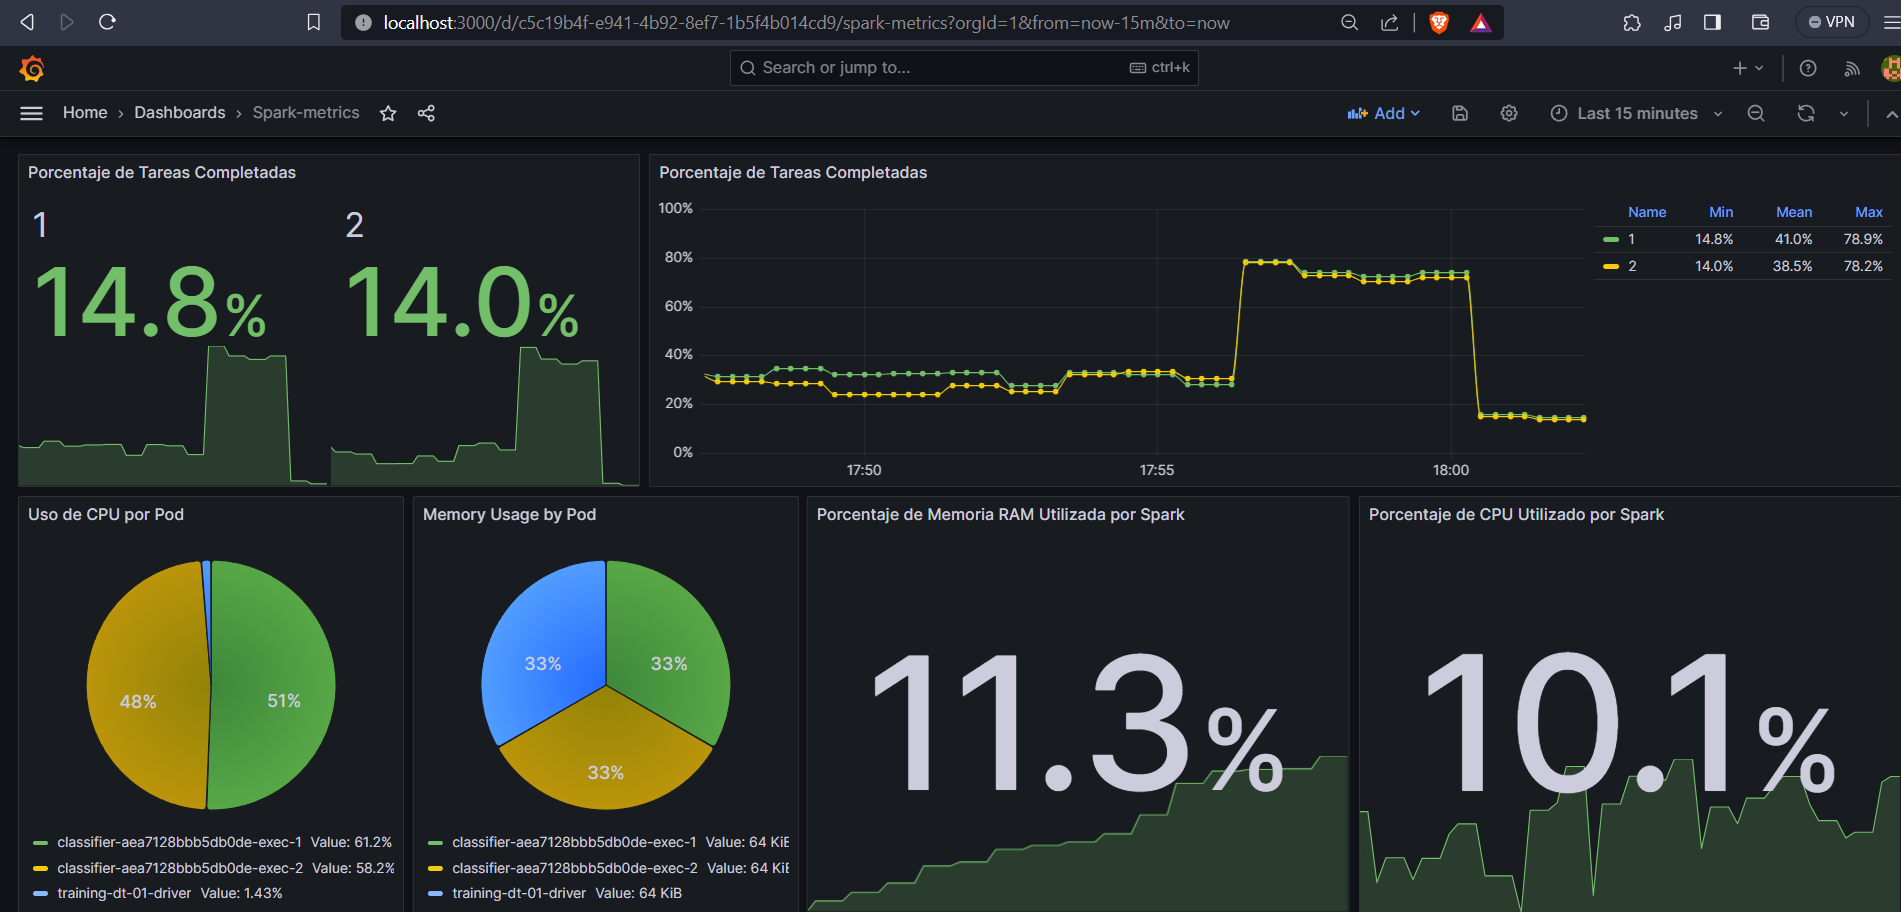 localhost:3000/d/c5c19b4f-e941-4b92-8ef7-1b5f4b014cd9/spark-metrics?orgId=1&from=now-15m&to=now
VPN
Search or jump to...
ctrl+k
Home › Dashboards › Spark-metrics
Add
Last 15 minutes
Porcentaje de Tareas Completadas
1
14.8%
2
14.0%
Porcentaje de Tareas Completadas
100%
80%
60%
40%
20%
0%
17:50 17:55 18:00
Name Min Mean Max
1 14.8% 41.0% 78.9%
2 14.0% 38.5% 78.2%
Uso de CPU por Pod
48%
51%
classifier-aea7128bbb5db0de-exec-1 Value: 61.2%
classifier-aea7128bbb5db0de-exec-2 Value: 58.2%
training-dt-01-driver Value: 1.43%
Memory Usage by Pod
33%
33%
33%
classifier-aea7128bbb5db0de-exec-1 Value: 64 KiB
classifier-aea7128bbb5db0de-exec-2 Value: 64 KiB
training-dt-01-driver Value: 64 KiB
Porcentaje de Memoria RAM Utilizada por Spark
11.3%
Porcentaje de CPU Utilizado por Spark
10.1%